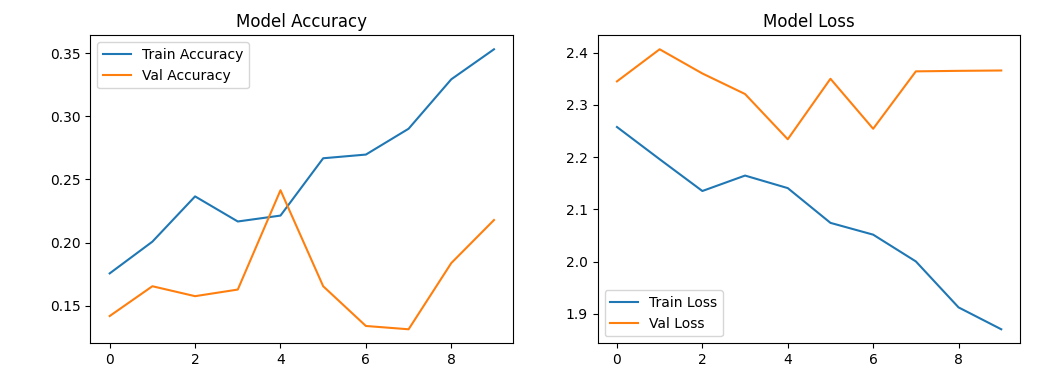 Model Accuracy
Train Accuracy
Val Accuracy
0.35
0.30
0.25
0.20
0.15
0 2 4 6 8
Model Loss
2.4
2.3
2.2
2.1
2.0
1.9
Train Loss
Val Loss
0 2 4 6 8